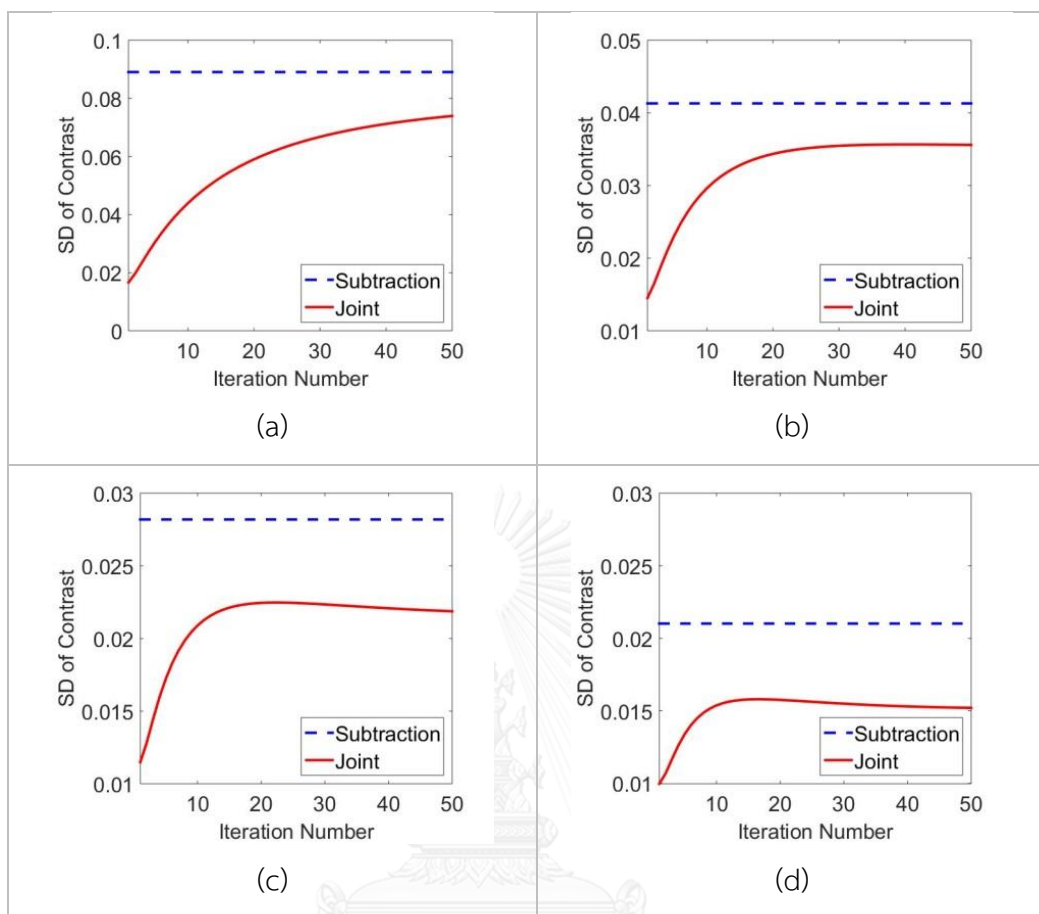 0.1
0.08
0.06
0.04
0.02
0
SD of Contrast
Subtraction
Joint
10 20 30 40 50
Iteration Number
(a)
0.05
0.04
0.03
0.02
0.01
SD of Contrast
Subtraction
Joint
10 20 30 40 50
Iteration Number
(b)
0.03
0.025
0.02
0.015
0.01
SD of Contrast
Subtraction
Joint
10 20 30 40 50
Iteration Number
(c)
0.03
0.025
0.02
0.015
0.01
SD of Contrast
Subtraction
Joint
10 20 30 40 50
Iteration Number
(d)